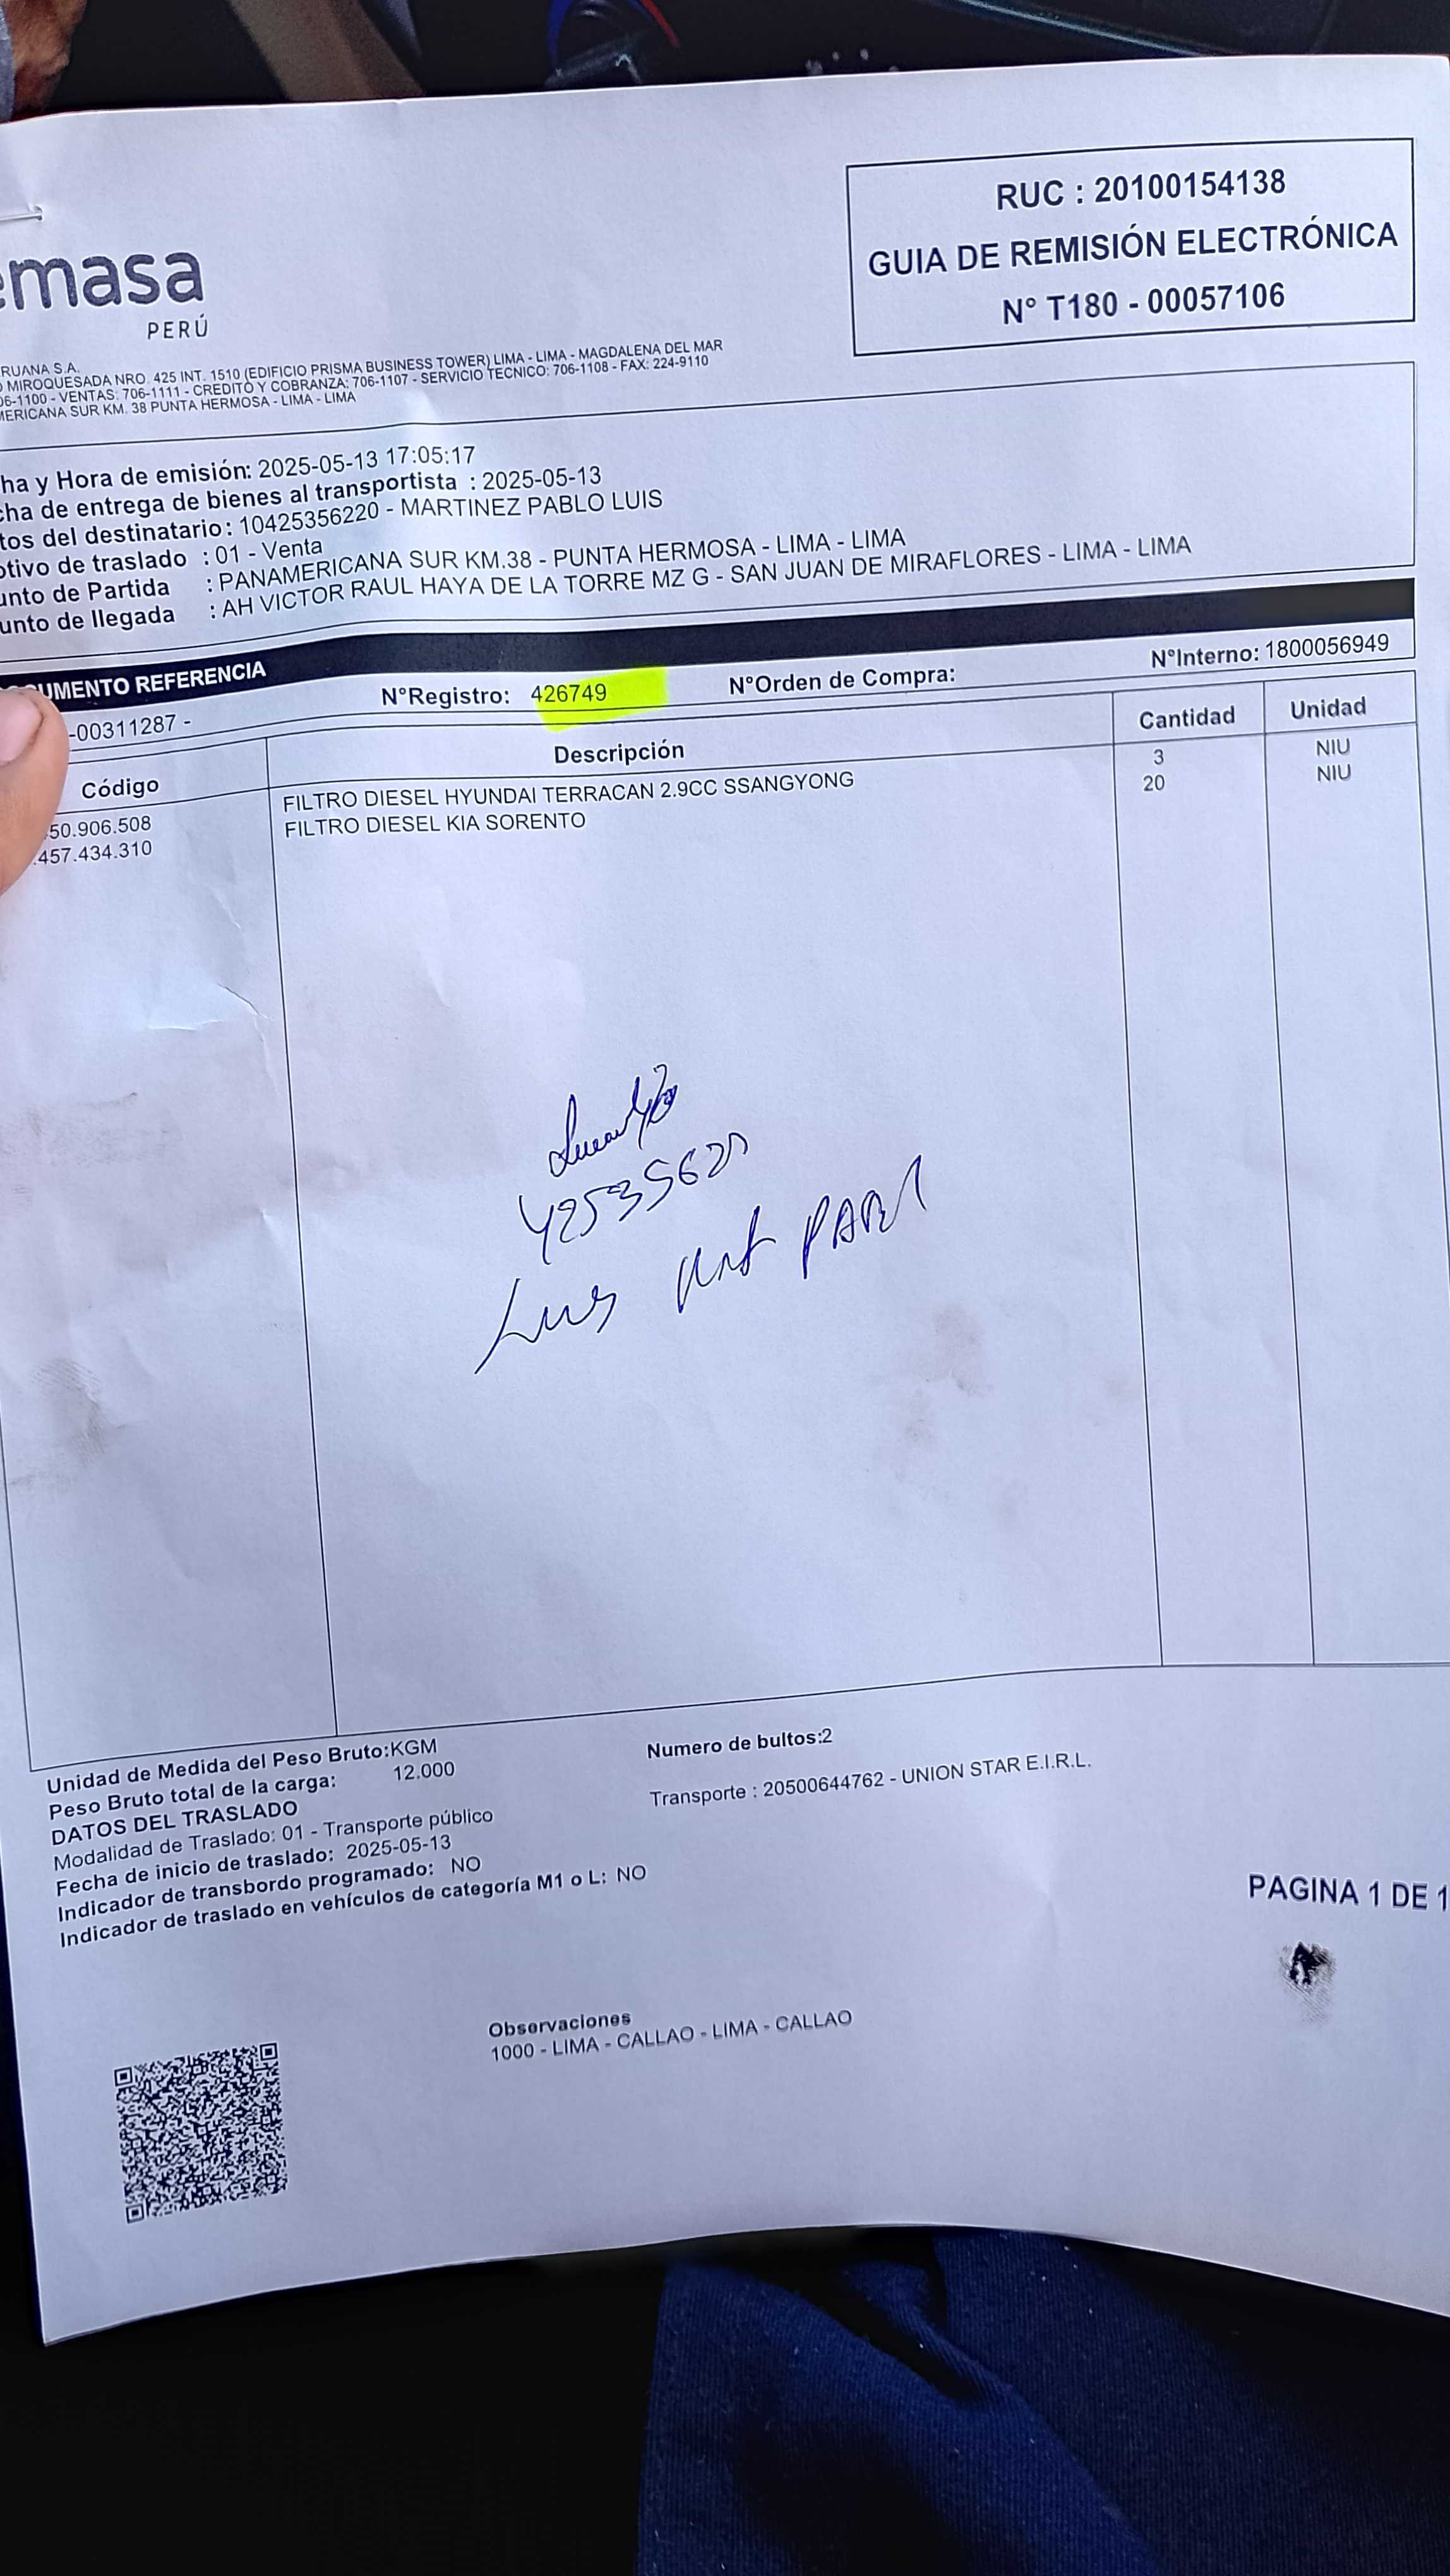 emasa
PERÚ
RUC : 20100154138
GUIA DE REMISIÓN ELECTRÓNICA
N° T180 - 00057106
RUANA S.A.
O MIROQUESADA NRO. 425 INT. 1510 (EDIFICIO PRISMA BUSINESS TOWER) LIMA - LIMA - MAGDALENA DEL MAR
06-1100 - VENTAS: 706-1111 - CREDITO Y COBRANZA: 706-1107 - SERVICIO TECNICO: 706-1108 - FAX: 224-9110
MERICANA SUR KM. 38 PUNTA HERMOSA - LIMA - LIMA
ha y Hora de emisión: 2025-05-13 17:05:17
cha de entrega de bienes al transportista : 2025-05-13
tos del destinatario: 10425356220 - MARTINEZ PABLO LUIS
otivo de traslado : 01 - Venta
unto de Partida : PANAMERICANA SUR KM.38 - PUNTA HERMOSA - LIMA - LIMA
unto de llegada : AH VICTOR RAUL HAYA DE LA TORRE MZ G - SAN JUAN DE MIRAFLORES - LIMA - LIMA
UMENTO REFERENCIA
-00311287 - N°Registro: 426749 N°Orden de Compra: N°Interno: 1800056949
Código Descripción Cantidad Unidad
50.906.508 FILTRO DIESEL HYUNDAI TERRACAN 2.9CC SSANGYONG 3 NIU
.457.434.310 FILTRO DIESEL KIA SORENTO 20 NIU
Luis
Unidad de Medida del Peso Bruto: KGM
Peso Bruto total de la carga: 12.000
DATOS DEL TRASLADO
Modalidad de Traslado: 01 - Transporte público
Fecha de inicio de traslado: 2025-05-13
Indicador de transbordo programado: NO
Indicador de traslado en vehículos de categoría M1 o L: NO
Numero de bultos:2
Transporte : 20500644762 - UNION STAR E.I.R.L.
PAGINA 1 DE 1
Observaciones
1000 - LIMA - CALLAO - LIMA - CALLAO